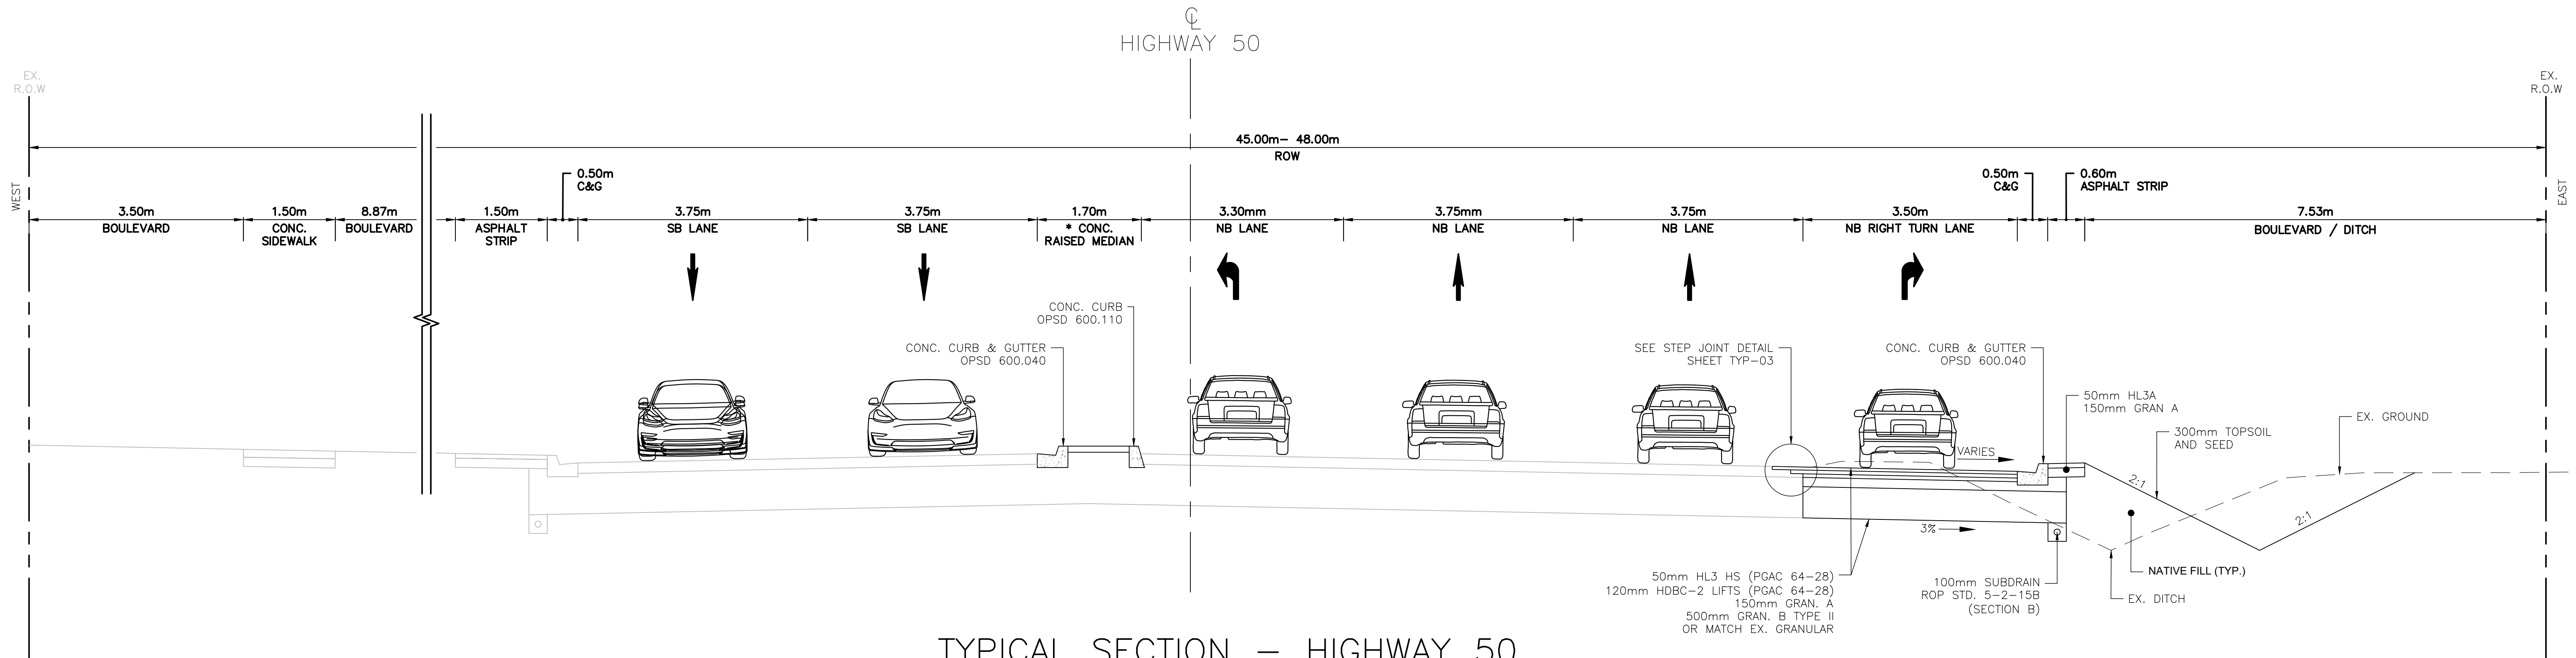 ℄
HIGHWAY 50
EX.
R.O.W
EX.
R.O.W
45.00m- 48.00m
ROW
WEST
EAST
0.50m
C&G
0.50m
C&G
0.60m
ASPHALT STRIP
3.50m
BOULEVARD
1.50m
CONC.
SIDEWALK
8.87m
BOULEVARD
1.50m
ASPHALT
STRIP
3.75m
SB LANE
3.75m
SB LANE
1.70m
* CONC.
RAISED MEDIAN
3.30mm
NB LANE
3.75mm
NB LANE
3.75m
NB LANE
3.50m
NB RIGHT TURN LANE
7.53m
BOULEVARD / DITCH
CONC. CURB
OPSD 600.110
CONC. CURB & GUTTER
OPSD 600.040
SEE STEP JOINT DETAIL
SHEET TYP-03
CONC. CURB & GUTTER
OPSD 600.040
50mm HL3A
150mm GRAN A
300mm TOPSOIL
AND SEED
EX. GROUND
VARIES
2:1
2:1
3%
50mm HL3 HS (PGAC 64-28)
120mm HDBC-2 LIFTS (PGAC 64-28)
150mm GRAN. A
500mm GRAN. B TYPE II
OR MATCH EX. GRANULAR
100mm SUBDRAIN
ROP STD. 5-2-15B
(SECTION B)
NATIVE FILL (TYP.)
EX. DITCH
TYPICAL SECTION - HIGHWAY 50